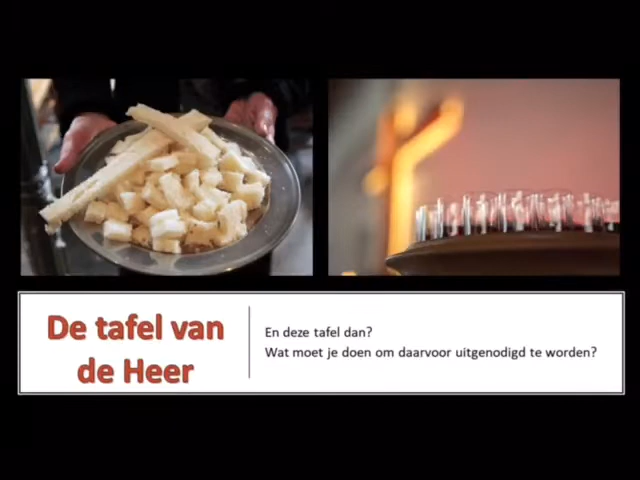 De tafel van
de Heer
En deze tafel dan?
Wat moet je doen om daarvoor uitgenodigd te worden?